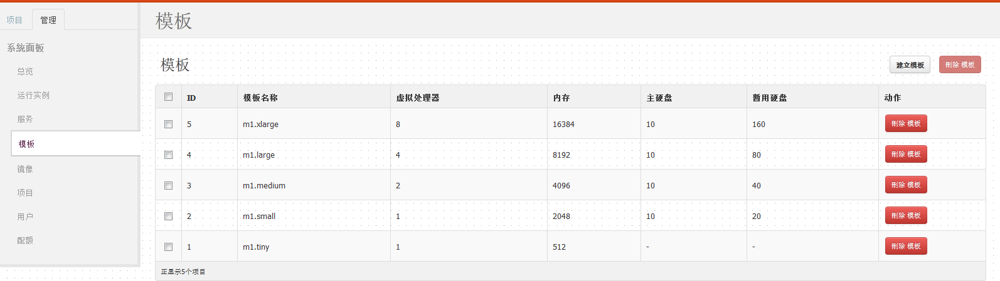 项目 管理
系统面板
总览
运行实例
服务
模板
镜像
项目
用户
配额
模板
模板
建立模板 删除 模板
ID 模板名称 虚拟处理器 内存 主硬盘 暂用硬盘 动作
5 m1.xlarge 8 16384 10 160 删除 模板
4 m1.large 4 8192 10 80 删除 模板
3 m1.medium 2 4096 10 40 删除 模板
2 m1.small 1 2048 10 20 删除 模板
1 m1.tiny 1 512 - - 删除 模板
正显示5个项目